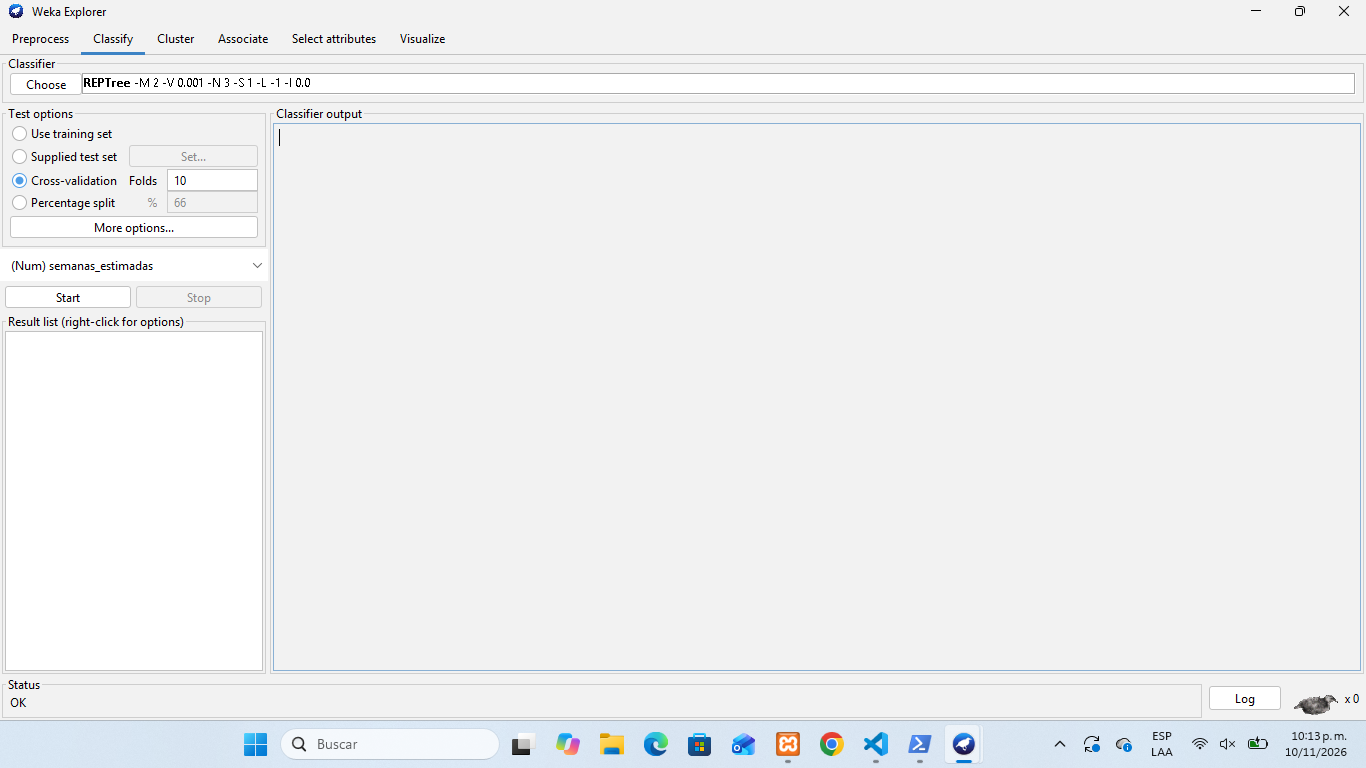 Weka Explorer
Preprocess Classify Cluster Associate Select attributes Visualize
Classifier
Choose REPTree -M 2 -V 0.001 -N 3 -S 1 -L -1 -I 0.0
Test options
Use training set
Supplied test set Set...
Cross-validation Folds 10
Percentage split % 66
More options...
(Num) semanas_estimadas
Start Stop
Result list (right-click for options)
Classifier output
Status
OK
Log x 0
Buscar
ESP
LAA
10:13 p. m.
10/11/2026